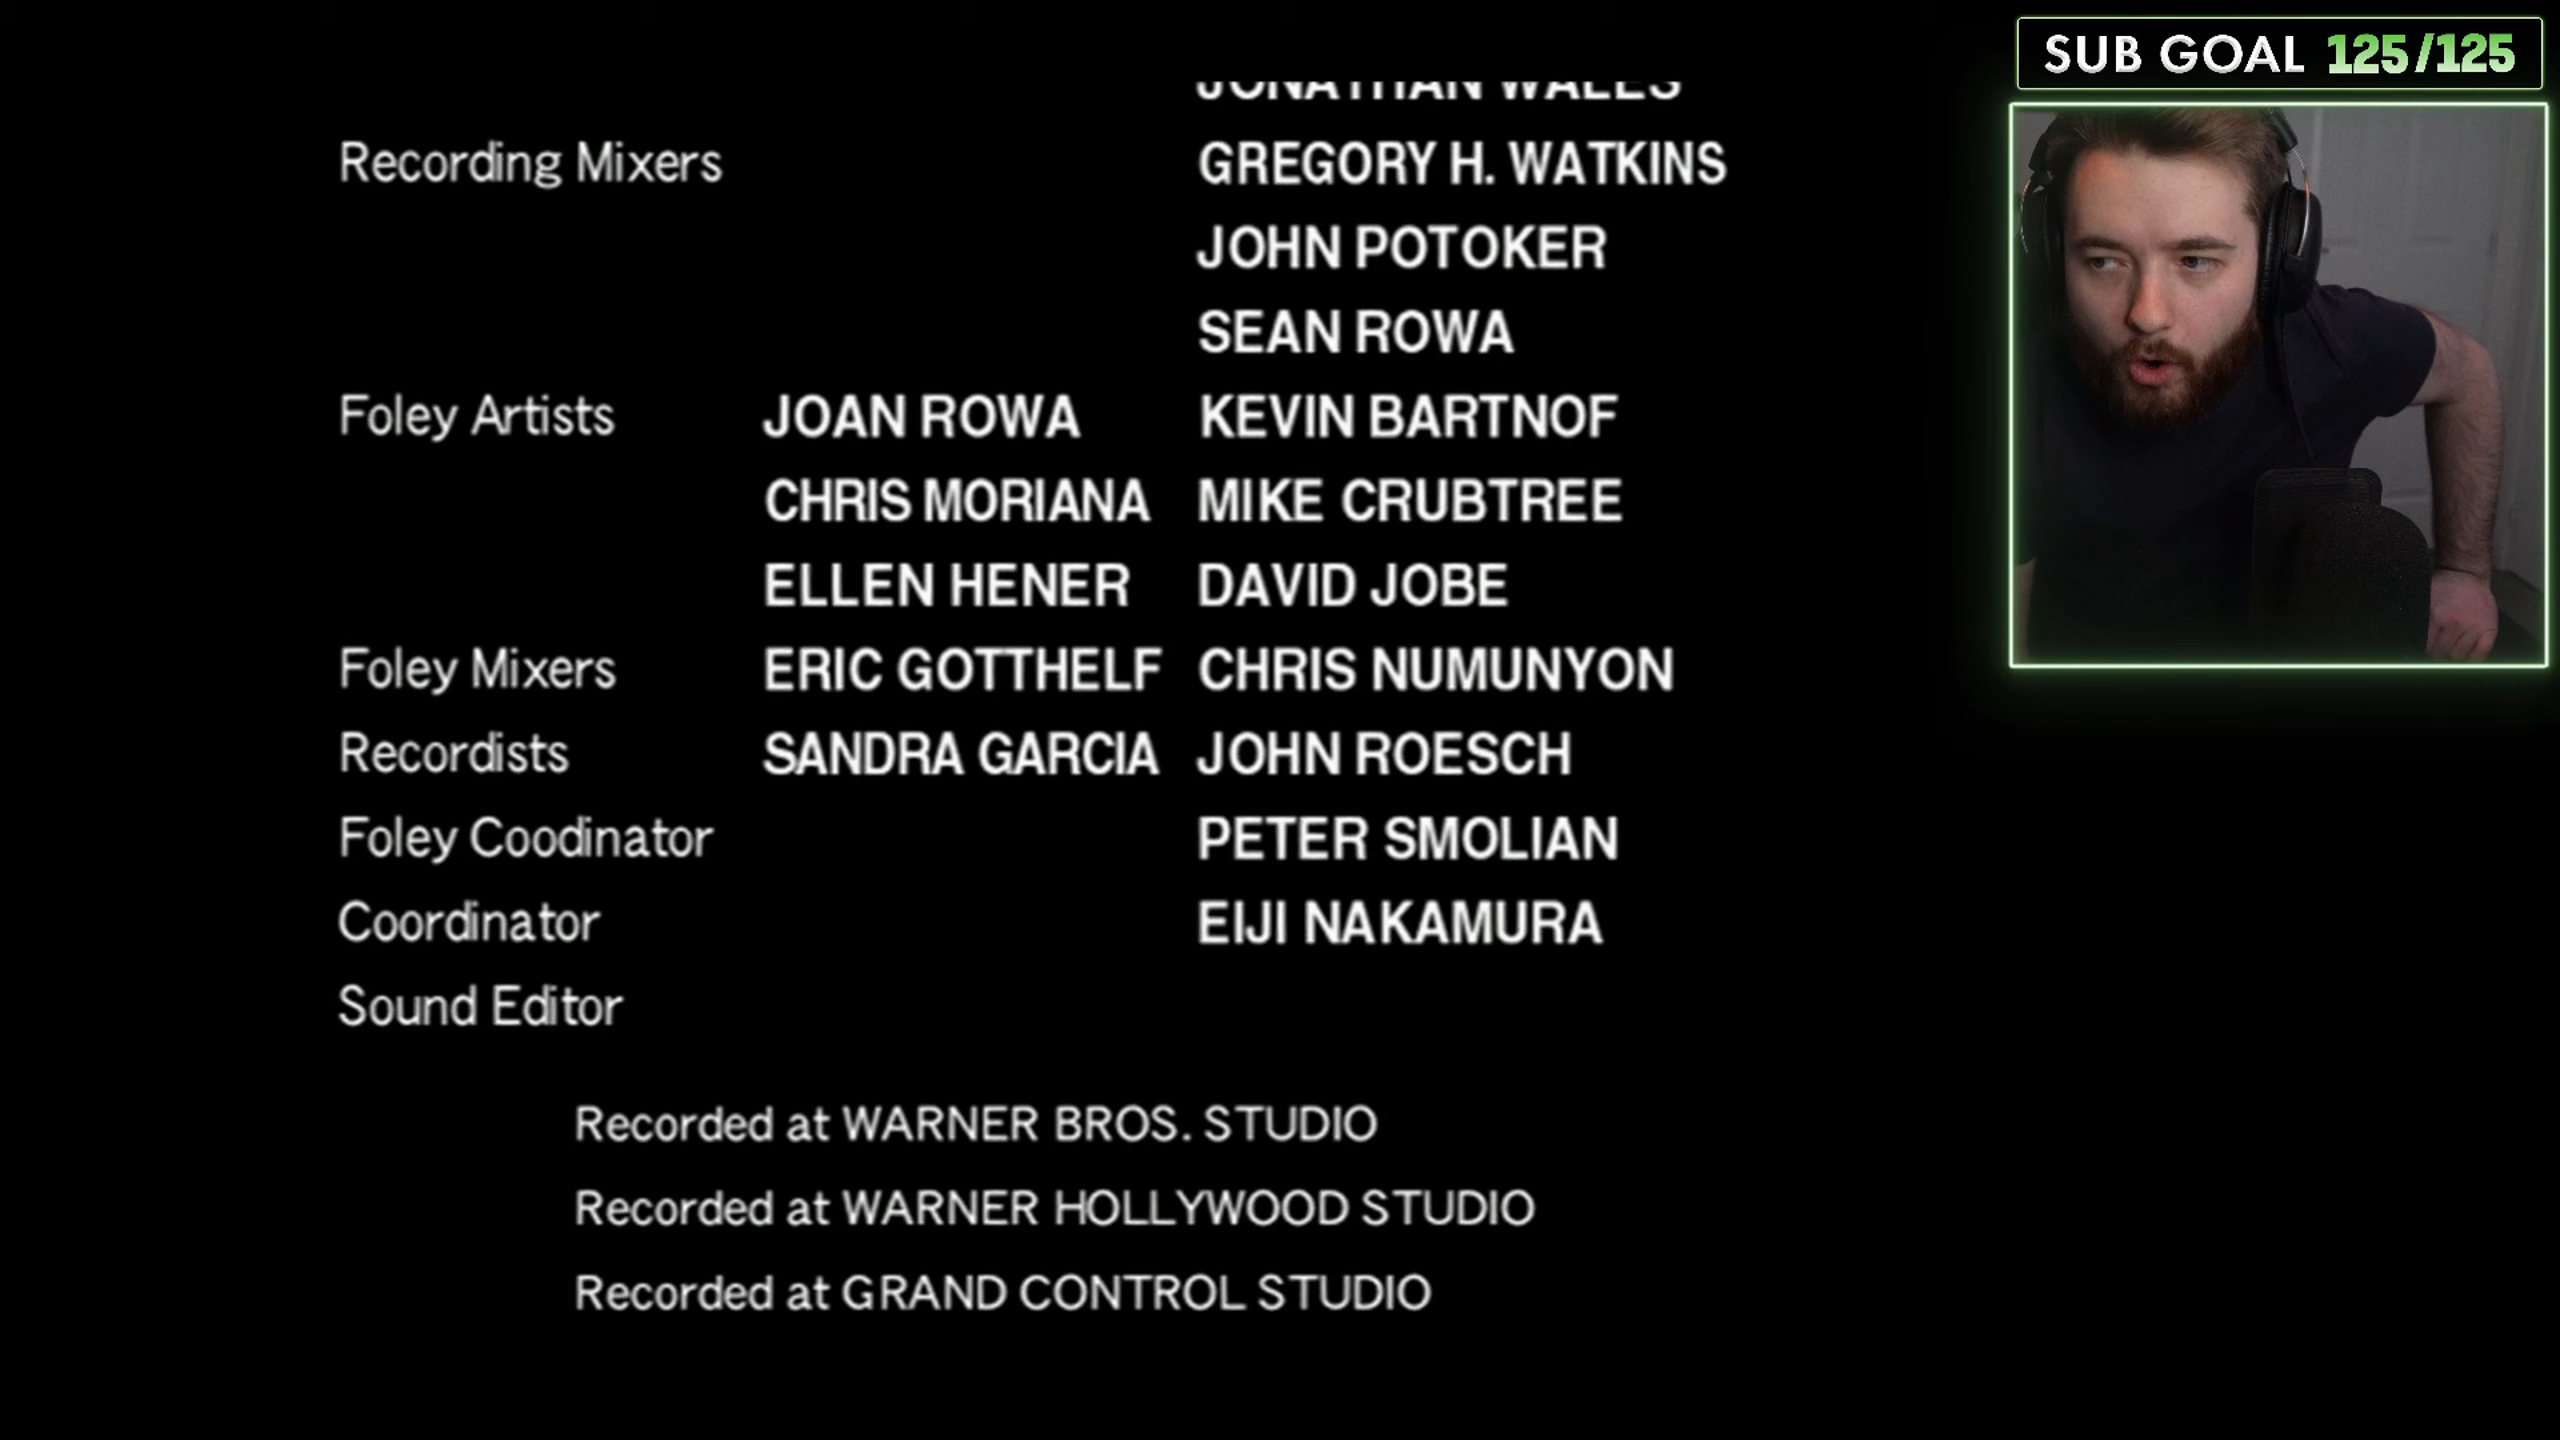 SUB GOAL 125/125
JONATHAN WALES
Recording Mixers GREGORY H. WATKINS
JOHN POTOKER
SEAN ROWA
Foley Artists JOAN ROWA KEVIN BARTNOF
CHRIS MORIANA MIKE CRUBTREE
ELLEN HENER DAVID JOBE
Foley Mixers ERIC GOTTHELF CHRIS NUMUNYON
Recordists SANDRA GARCIA JOHN ROESCH
Foley Coodinator PETER SMOLIAN
Coordinator EIJI NAKAMURA
Sound Editor
Recorded at WARNER BROS. STUDIO
Recorded at WARNER HOLLYWOOD STUDIO
Recorded at GRAND CONTROL STUDIO